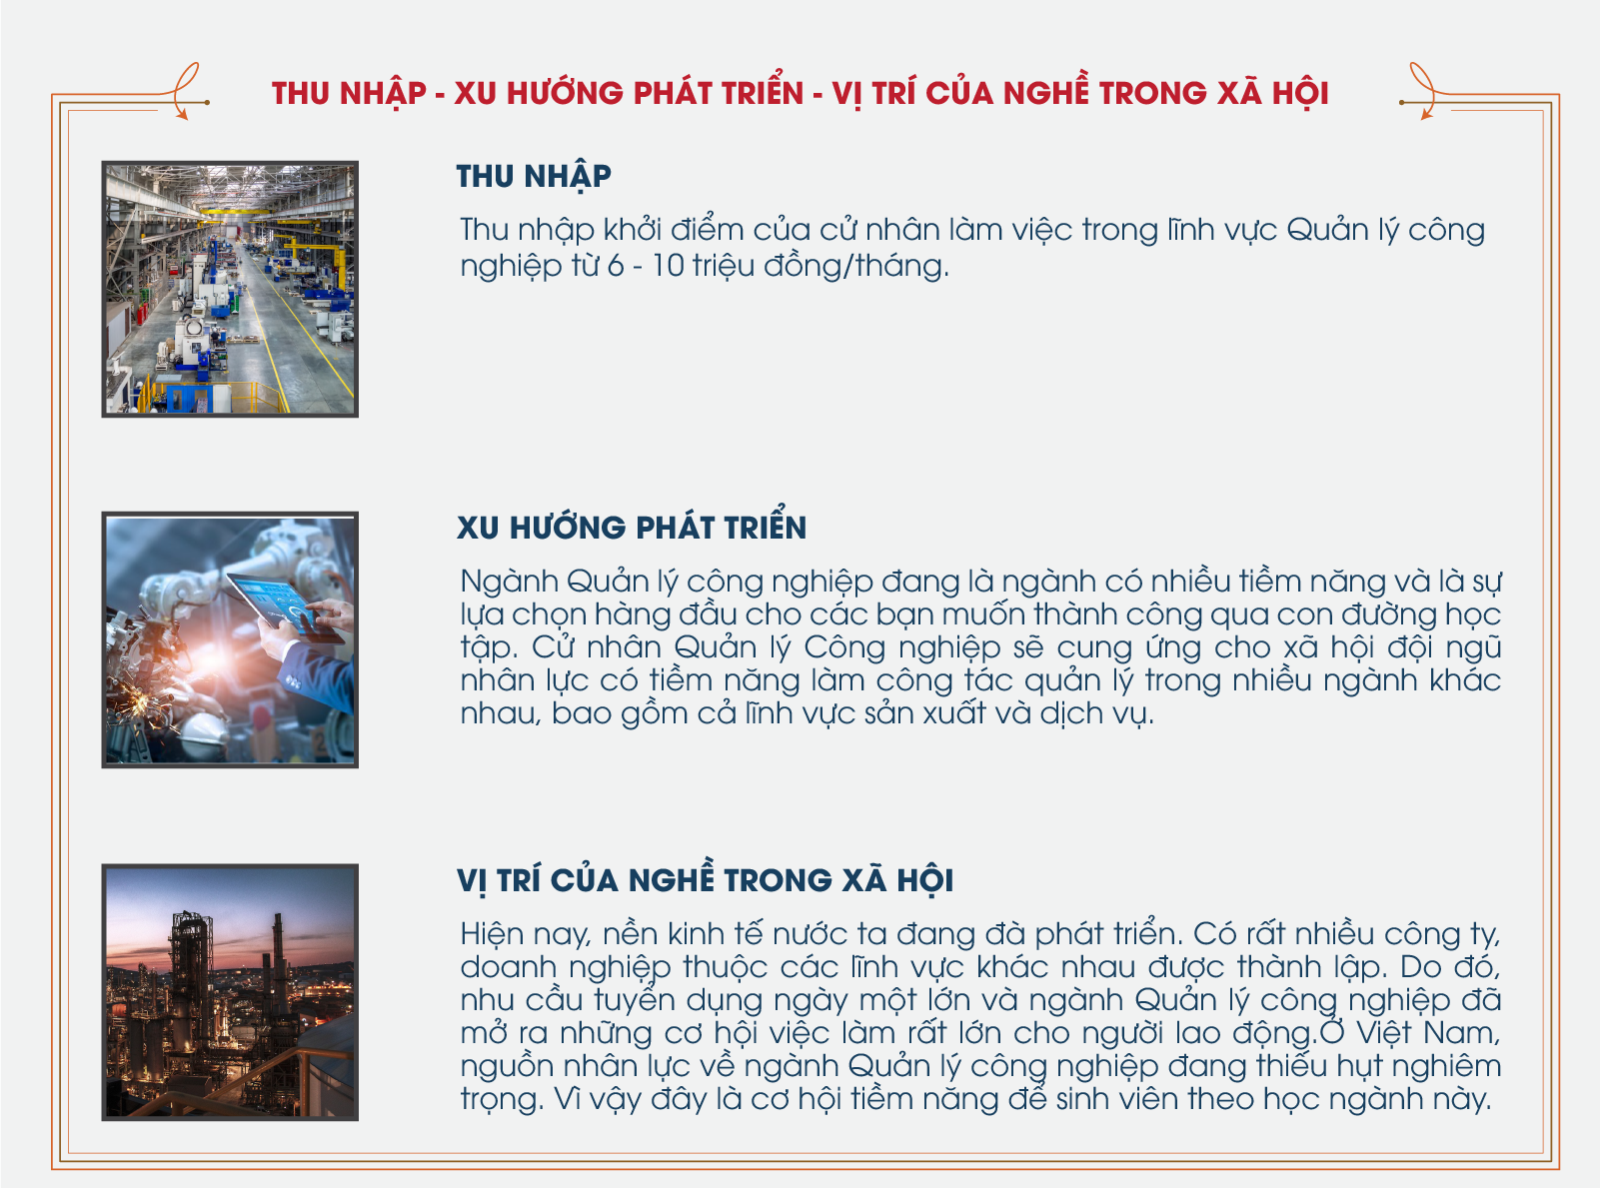 THU NHẬP - XU HƯỚNG PHÁT TRIỂN - VỊ TRÍ CỦA NGHỀ TRONG XÃ HỘI
THU NHẬP
Thu nhập khởi điểm của cử nhân làm việc trong lĩnh vực Quản lý công
nghiệp từ 6 - 10 triệu đồng/tháng.
XU HƯỚNG PHÁT TRIỂN
Ngành Quản lý công nghiệp đang là ngành có nhiều tiềm năng và là sự
lựa chọn hàng đầu cho các bạn muốn thành công qua con đường học
tập. Cử nhân Quản lý Công nghiệp sẽ cung ứng cho xã hội đội ngũ
nhân lực có tiềm năng làm công tác quản lý trong nhiều ngành khác
nhau, bao gồm cả lĩnh vực sản xuất và dịch vụ.
VỊ TRÍ CỦA NGHỀ TRONG XÃ HỘI
Hiện nay, nền kinh tế nước ta đang đà phát triển. Có rất nhiều công ty,
doanh nghiệp thuộc các lĩnh vực khác nhau được thành lập. Do đó,
nhu cầu tuyển dụng ngày một lớn và ngành Quản lý công nghiệp đã
mở ra những cơ hội việc làm rất lớn cho người lao động.Ở Việt Nam,
nguồn nhân lực về ngành Quản lý công nghiệp đang thiếu hụt nghiêm
trọng. Vì vậy đây là cơ hội tiềm năng để sinh viên theo học ngành này.